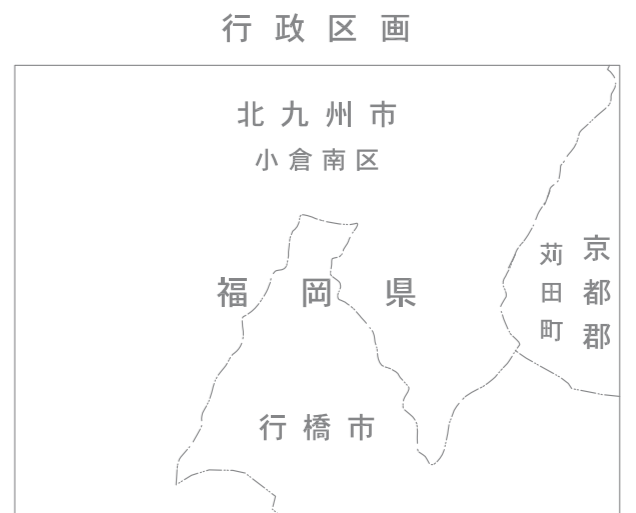 行政区画
北九州市
小倉南区
京都郡
苅田町
福岡県
行橋市